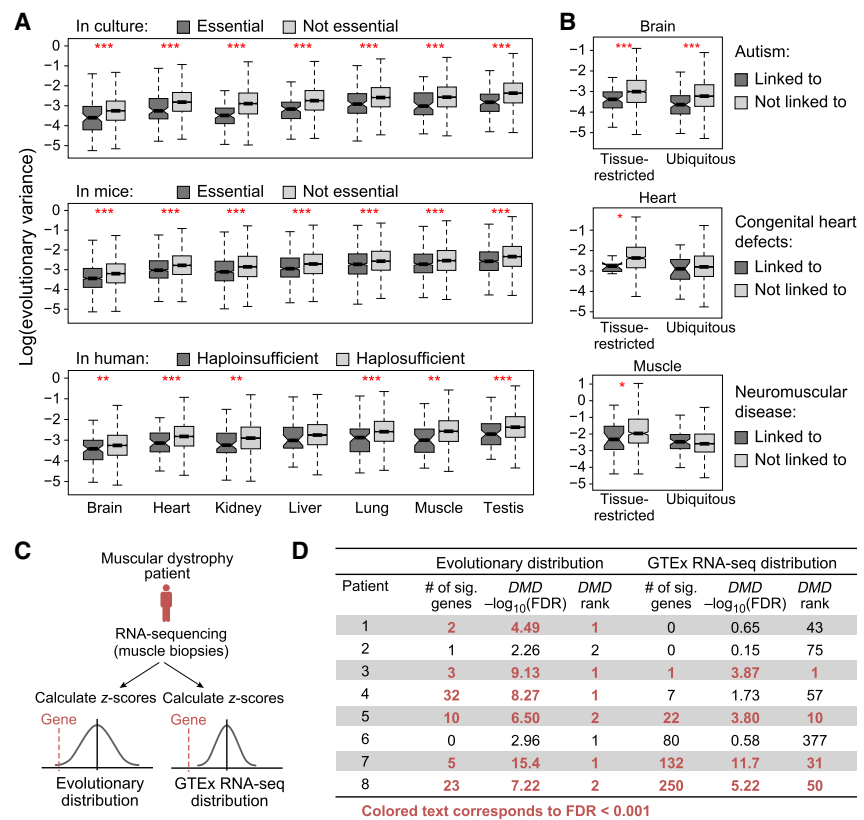 A
In culture: Essential Not essential
0
−1
−2
−3
−4
−5
*** *** *** *** *** *** ***
In mice: Essential Not essential
0
−1
−2
−3
−4
−5
*** *** *** *** *** *** ***
In human: Haploinsufficient Haplosufficient
0
−1
−2
−3
−4
−5
** *** ** *** ** ***
Log(evolutionary variance)
Brain Heart Kidney Liver Lung Muscle Testis
B
Brain
0
−1
−2
−3
−4
−5
*** ***
Tissue- Ubiquitous
restricted
Autism:
Linked to
Not linked to
Heart
0
−1
−2
−3
−4
−5
*
Tissue- Ubiquitous
restricted
Congenital heart
defects:
Linked to
Not linked to
Muscle
1
0
−1
−2
−3
−4
−5
*
Tissue- Ubiquitous
restricted
Neuromuscular
disease:
Linked to
Not linked to
C
Muscular dystrophy
patient
RNA-sequencing
(muscle biopsies)
Calculate z-scores Calculate z-scores
Gene Gene
Evolutionary GTEx RNA-seq
distribution distribution
D
Evolutionary distribution GTEx RNA-seq distribution
Patient # of sig. DMD DMD # of sig. DMD DMD
genes –log10(FDR) rank genes –log10(FDR) rank
1 2 4.49 1 0 0.65 43
2 1 2.26 2 0 0.15 75
3 3 9.13 1 1 3.87 1
4 32 8.27 1 7 1.73 57
5 10 6.50 2 22 3.80 10
6 0 2.96 1 80 0.58 377
7 5 15.4 1 132 11.7 31
8 23 7.22 2 250 5.22 50
Colored text corresponds to FDR < 0.001